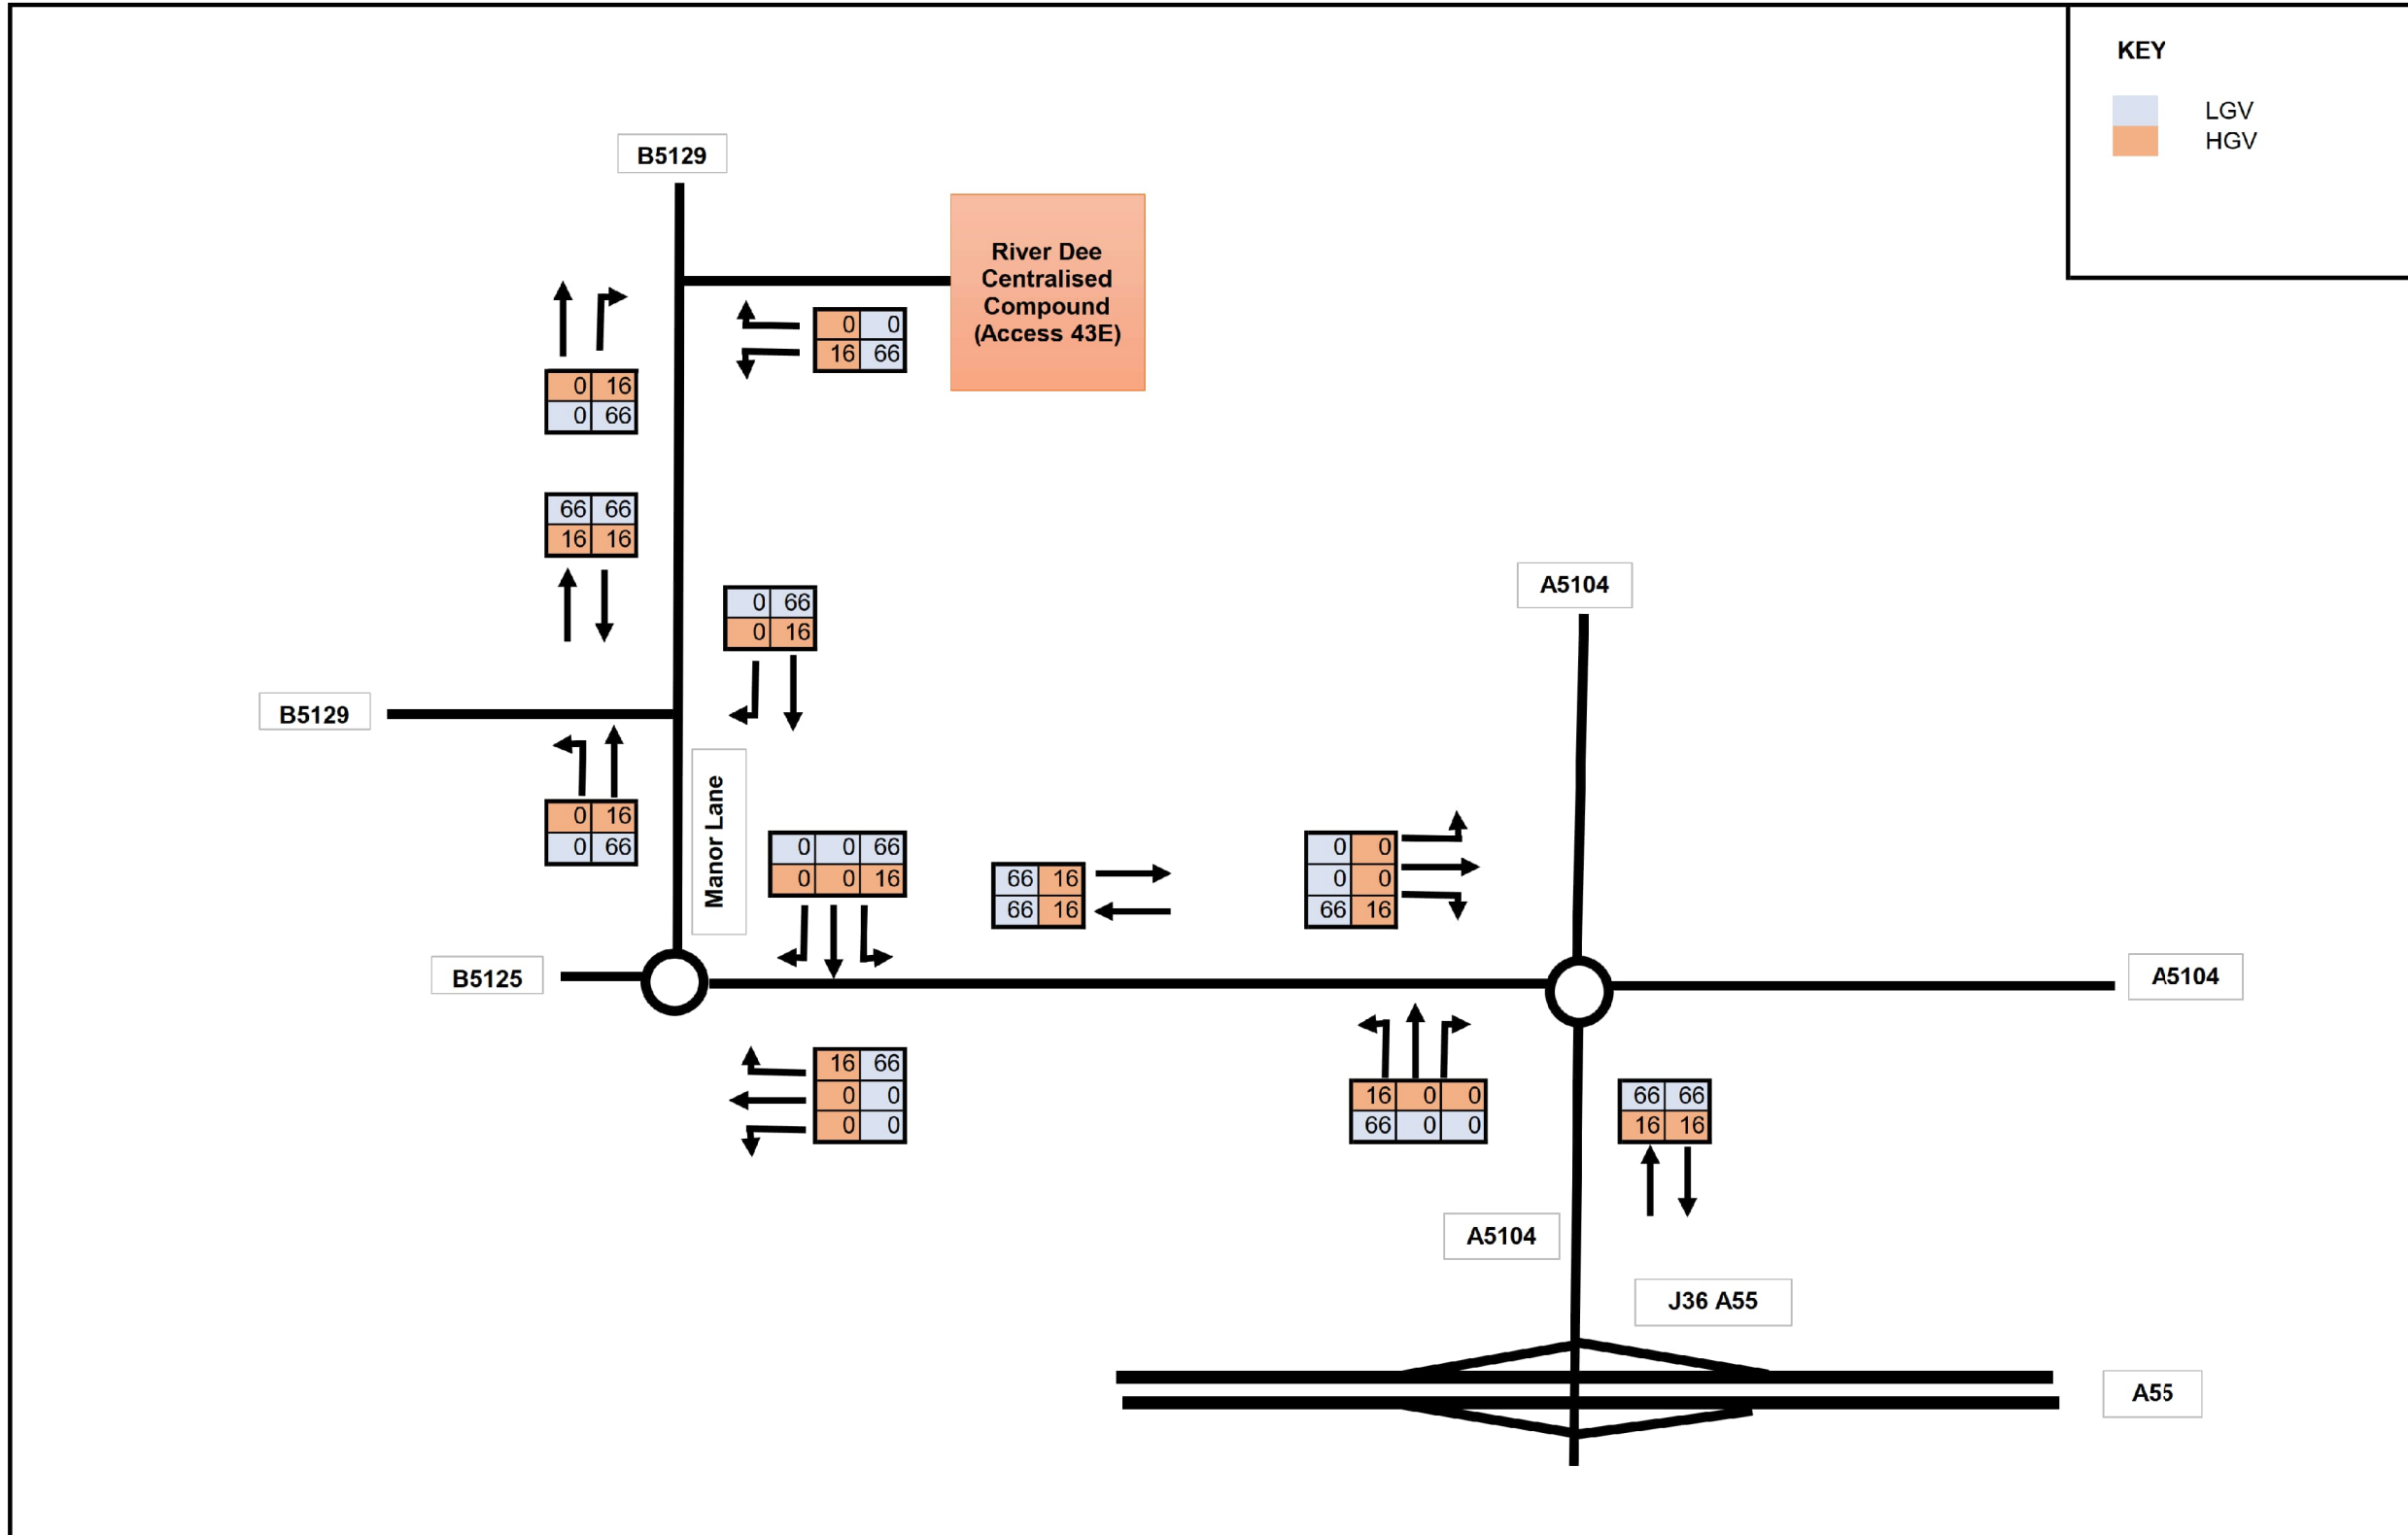 KEY
LGV
HGV
B5129
River Dee
Centralised
Compound
(Access 43E)
0 0
16 66
0 16
0 66
66 66
16 16
0 66
0 16
A5104
B5129
Manor Lane
0 16
0 66
0 0 66
0 0 16
66 16
66 16
0 0
0 0
66 16
B5125
A5104
16 66
0 0
0 0
16 0 0
66 0 0
66 66
16 16
A5104
J36 A55
A55